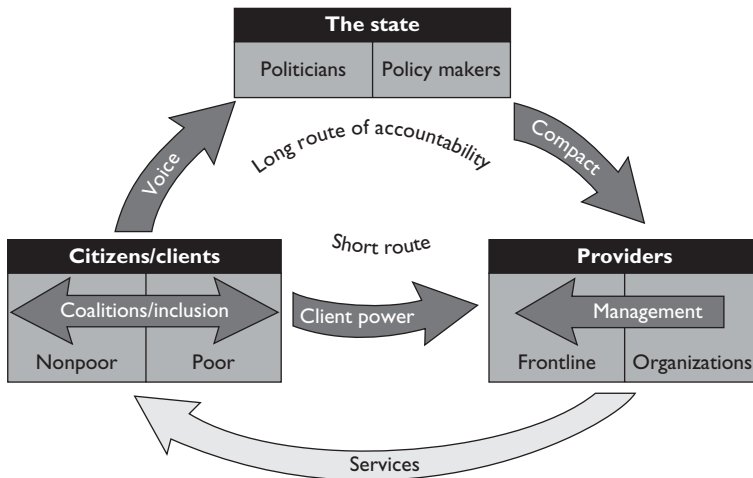 The state
Politicians
Policy makers
Long route of accountability
Voice
Compact
Short route
Citizens/clients
Providers
Coalitions/inclusion
Client power
Management
Nonpoor
Poor
Frontline
Organizations
Services